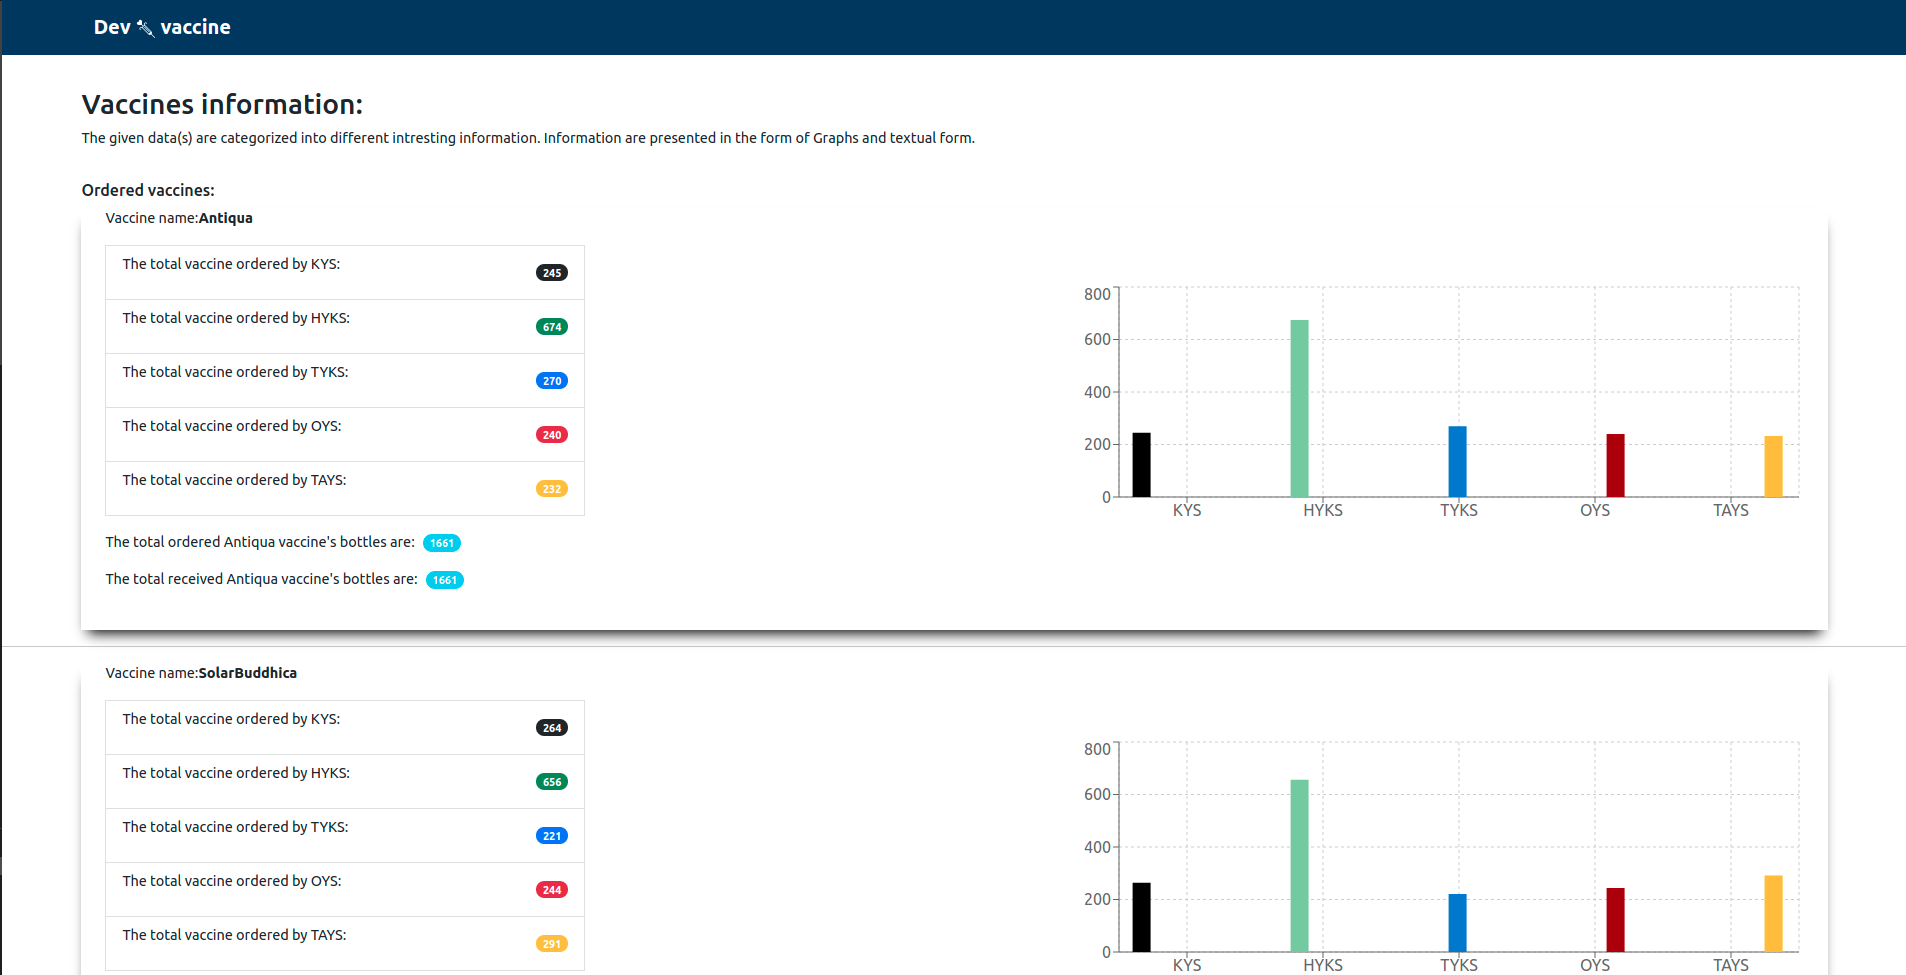 Dev vaccine
Vaccines information:
The given data(s) are categorized into different intresting information. Information are presented in the form of Graphs and textual form.
Ordered vaccines:
Vaccine name:Antiqua
The total vaccine ordered by KYS: 245
The total vaccine ordered by HYKS: 674
The total vaccine ordered by TYKS: 270
The total vaccine ordered by OYS: 240
The total vaccine ordered by TAYS: 232
The total ordered Antiqua vaccine's bottles are: 1661
The total received Antiqua vaccine's bottles are: 1661
800
600
400
200
0
KYS HYKS TYKS OYS TAYS
Vaccine name:SolarBuddhica
The total vaccine ordered by KYS: 264
The total vaccine ordered by HYKS: 656
The total vaccine ordered by TYKS: 221
The total vaccine ordered by OYS: 244
The total vaccine ordered by TAYS: 291
800
600
400
200
0
KYS HYKS TYKS OYS TAYS